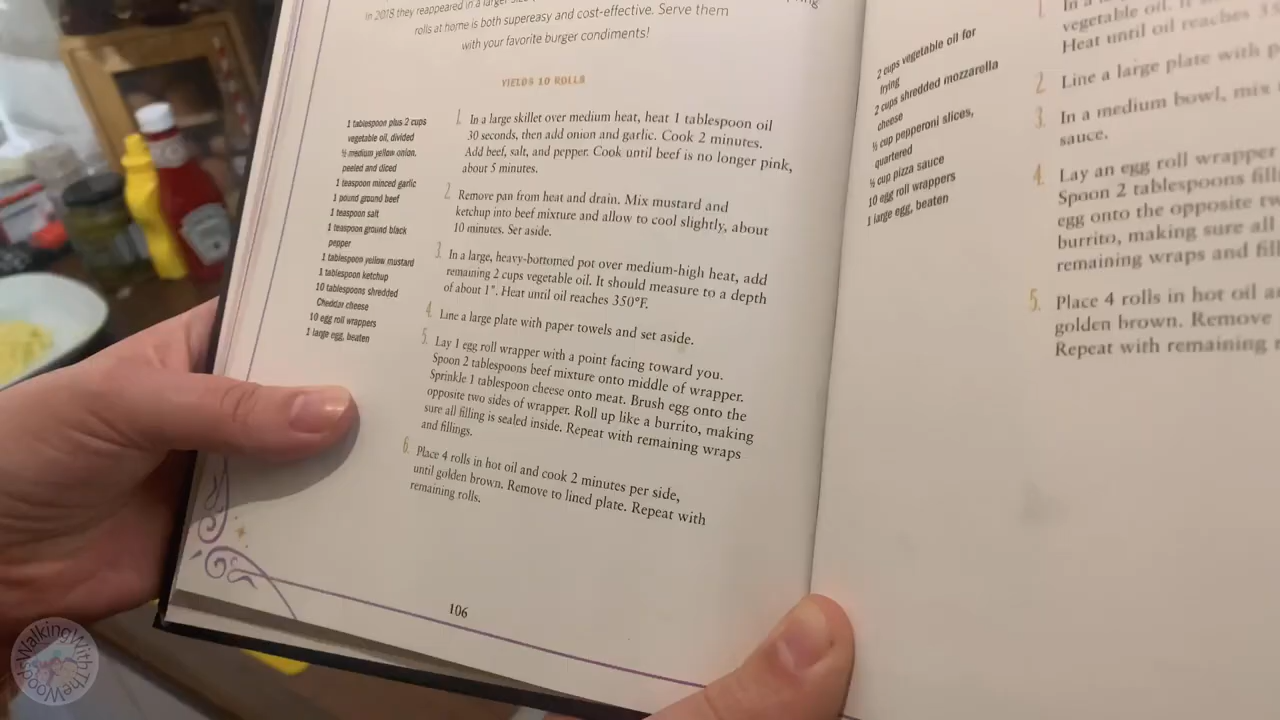 In 2018 they reappeared in a larger
rolls at home is both supereasy and cost-effective. Serve them
with your favorite burger condiments!
YIELDS 10 ROLLS
1 tablespoon plus 2 cups
vegetable oil, divided
½ medium yellow onion,
peeled and diced
1 teaspoon minced garlic
1 pound ground beef
1 teaspoon salt
1 teaspoon ground black
pepper
1 tablespoon yellow mustard
1 tablespoon ketchup
10 tablespoons shredded
Cheddar cheese
10 egg roll wrappers
1 large egg, beaten
1. In a large skillet over medium heat, heat 1 tablespoon oil
30 seconds, then add onion and garlic. Cook 2 minutes.
Add beef, salt, and pepper. Cook until beef is no longer pink,
about 5 minutes.
2. Remove pan from heat and drain. Mix mustard and
ketchup into beef mixture and allow to cool slightly, about
10 minutes. Set aside.
3. In a large, heavy-bottomed pot over medium-high heat, add
remaining 2 cups vegetable oil. It should measure to a depth
of about 1". Heat until oil reaches 350°F.
4. Line a large plate with paper towels and set aside.
5. Lay 1 egg roll wrapper with a point facing toward you.
Spoon 2 tablespoons beef mixture onto middle of wrapper.
Sprinkle 1 tablespoon cheese onto meat. Brush egg onto the
opposite two sides of wrapper. Roll up like a burrito, making
sure all filling is sealed inside. Repeat with remaining wraps
and fillings.
6. Place 4 rolls in hot oil and cook 2 minutes per side,
until golden brown. Remove to lined plate. Repeat with
remaining rolls.
106
2 cups vegetable oil for
frying
2 cups shredded mozzarella
cheese
cup pepperoni slices,
quartered
cup pizza sauce
10 egg roll wrappers
1 large egg, beaten
1. In a
vegetable oil. It
Heat until oil reaches
2. Line a large plate with
3. In a medium bowl, mix
sauce.
4. Lay an egg roll wrapper
Spoon 2 tablespoons
egg onto the opposite
burrito, making sure all
remaining wraps and
5. Place 4 rolls in hot oil
golden brown. Remove
Repeat with remaining
WalkingWithTheWoods